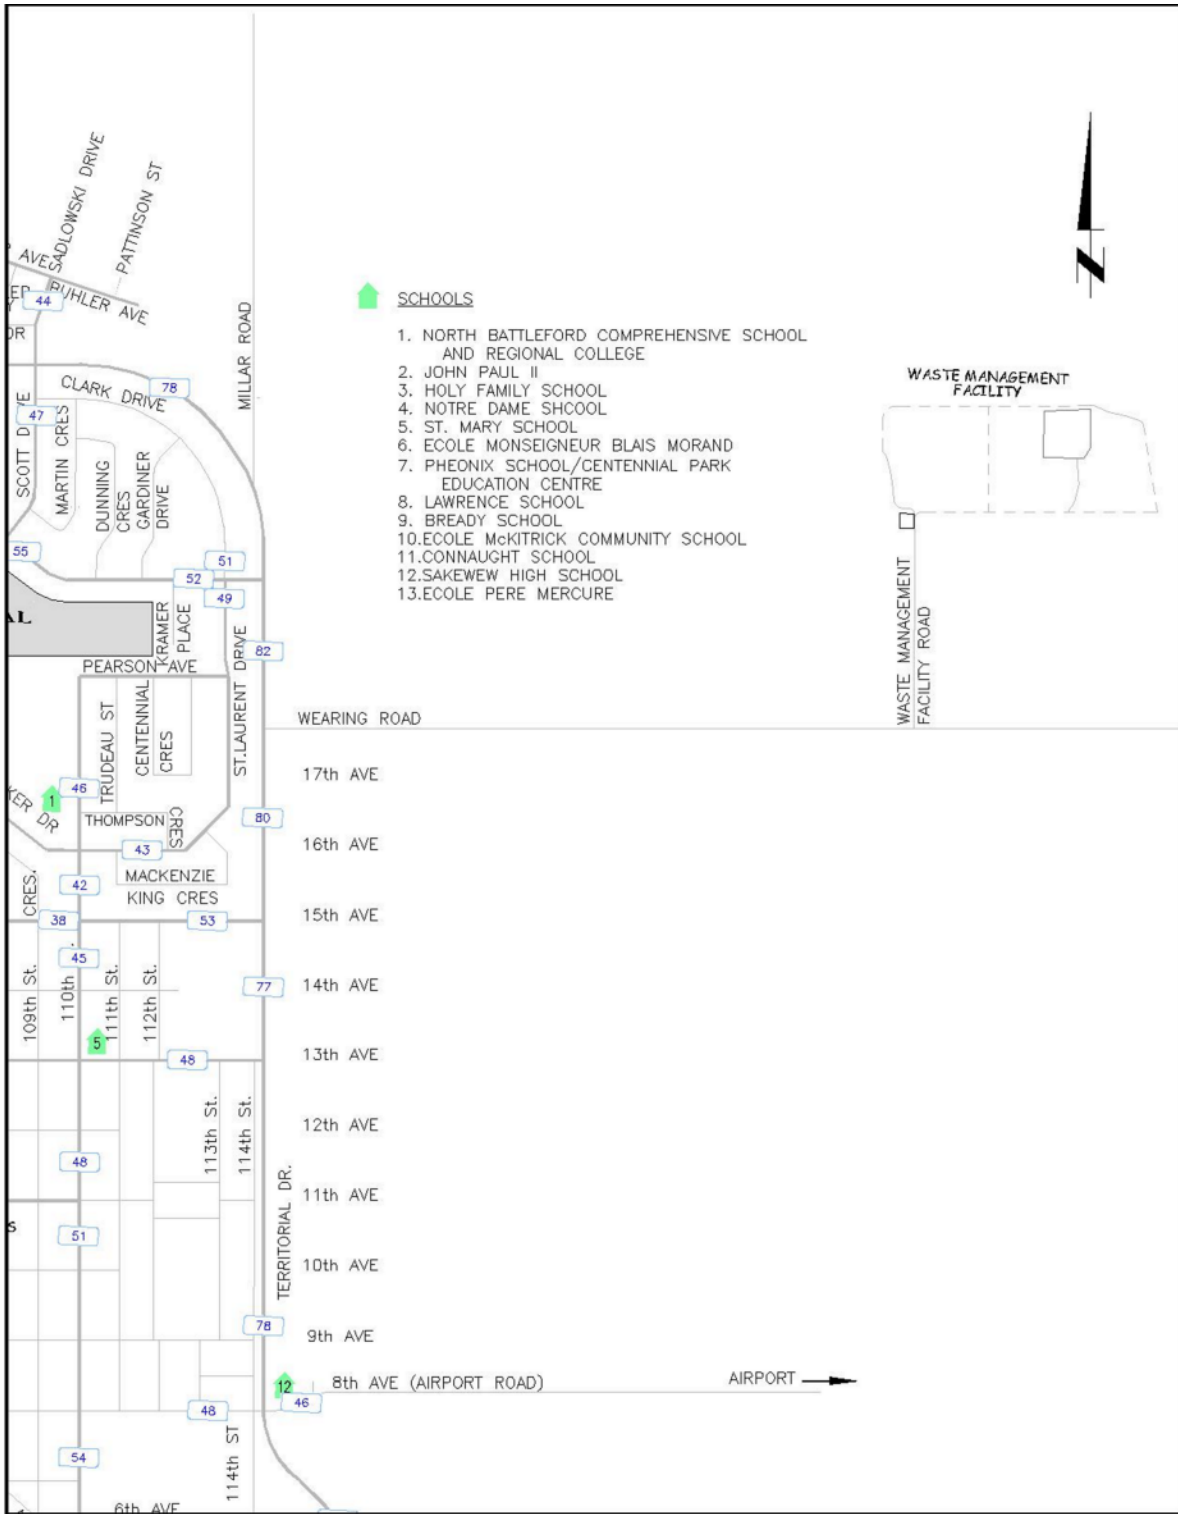 SADLOWSKI DRIVE
PATTINSON ST
AVE
BUHLER AVE
44
MILLAR ROAD
CLARK DRIVE
78
47
MARTIN CRES
DUNNING CRES
GARDINER DRIVE
55
51
52
49
KRAMER PLACE
ST.LAURENT DRIVE
82
PEARSON AVE
TRUDEAU ST
CENTENNIAL CRES
46
1
KER DR
THOMPSON CRES
80
43
42
MACKENZIE
KING CRES
CRES.
38
53
45
109th St.
110th
111th St.
112th St.
77
5
48
113th St.
114th St.
48
51
TERRITORIAL DR.
78
12
46
48
54
114th ST
6th AVE
SCHOOLS
1. NORTH BATTLEFORD COMPREHENSIVE SCHOOL
AND REGIONAL COLLEGE
2. JOHN PAUL II
3. HOLY FAMILY SCHOOL
4. NOTRE DAME SHCOOL
5. ST. MARY SCHOOL
6. ECOLE MONSEIGNEUR BLAIS MORAND
7. PHEONIX SCHOOL/CENTENNIAL PARK
EDUCATION CENTRE
8. LAWRENCE SCHOOL
9. BREADY SCHOOL
10.ECOLE McKITRICK COMMUNITY SCHOOL
11.CONNAUGHT SCHOOL
12.SAKEWEW HIGH SCHOOL
13.ECOLE PERE MERCURE
N
WASTE MANAGEMENT
FACILITY
WASTE MANAGEMENT
FACILITY ROAD
WEARING ROAD
17th AVE
16th AVE
15th AVE
14th AVE
13th AVE
12th AVE
11th AVE
10th AVE
9th AVE
8th AVE (AIRPORT ROAD)
AIRPORT